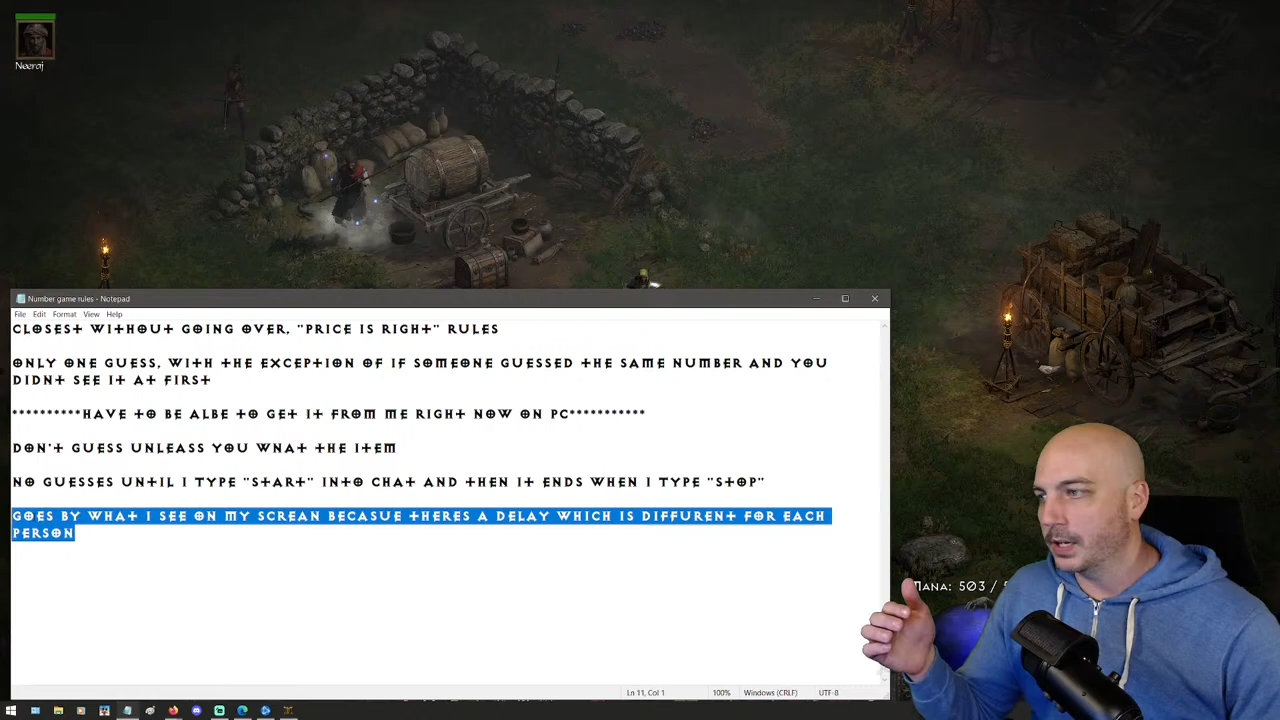 Neeraj
Number game rules - Notepad
File Edit Format View Help
CLOSEST WITHOUT GOING OVER, "PRICE IS RIGHT" RULES
ONLY ONE GUESS, WITH THE EXCEPTION OF IF SOMEONE GUESSED THE SAME NUMBER AND YOU
DIDNT SEE IT AT FIRST
**********HAVE TO BE ALBE TO GET IT FROM ME RIGHT NOW ON PC***********
DON'T GUESS UNLEASS YOU WNAT THE ITEM
NO GUESSES UNTIL I TYPE "START" INTO CHAT AND THEN IT ENDS WHEN I TYPE "STOP"
GOES BY WHAT I SEE ON MY SCREAN BECASUE THERES A DELAY WHICH IS DIFFURENT FOR EACH
PERSON
Mana: 503 /
Ln 11, Col 1 100% Windows (CRLF) UTF-8